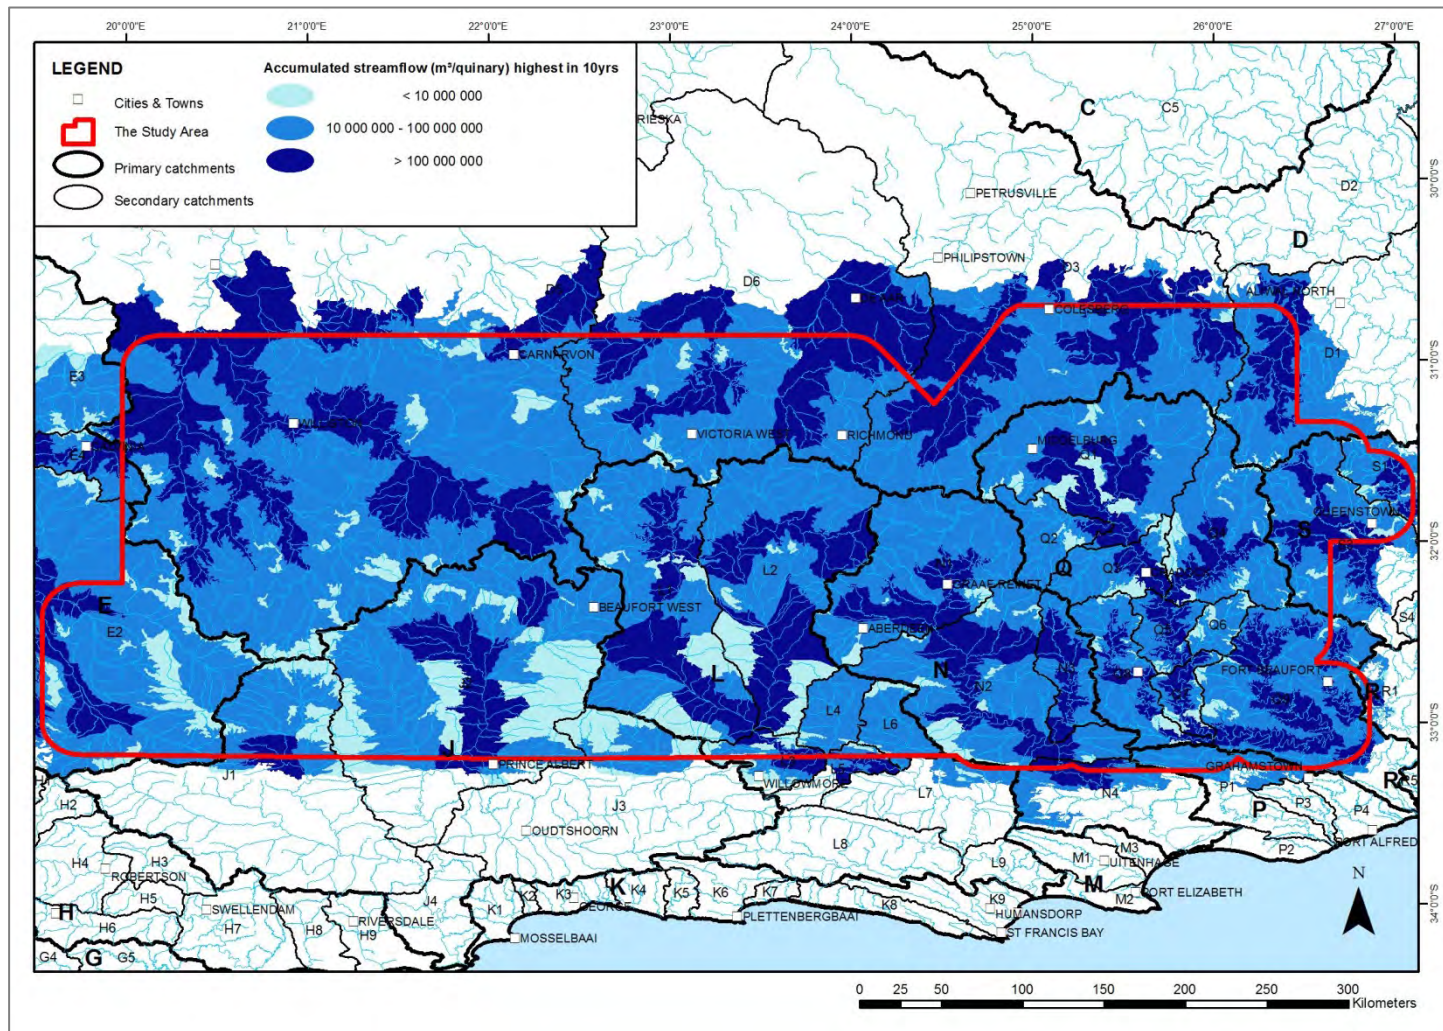 20°0'0"E 21°0'0"E 22°0'0"E 23°0'0"E 24°0'0"E 25°0'0"E 26°0'0"E 27°0'0"E
LEGEND
Cities & Towns
The Study Area
Primary catchments
Secondary catchments
Accumulated streamflow (m³/quinary) highest in 10yrs
< 10 000 000
10 000 000 - 100 000 000
> 100 000 000
RIESKA
C
C5
D2
PETRUSVILLE
D
PHILIPSTOWN
D3
D6
COLESBERG
D1
CARNARVON
E3
VICTORIA WEST
RICHMOND
MIDDELBURG
E4
S1
QUEENSTOWN
S
Q2
Q
L2
GRAAF REINET
E
BEAUFORT WEST
E2
ABERDEEN
Q6
S4
FORT BEAUFORT
L
N
N2
R
R1
L4
L6
J
PRINCE ALBERT
J1
WILLOWMORE
GRAHAMSTOWN
L7
N4
P1
R
R5
H2
J3
P
P3
P4
OUDTSHOORN
PORT ALFRED
L8
P2
H4
H3
ROBERTSON
L9
M1
M3
UITENHAGE
H5
K
M
H
SWELLENDAM
J4
K1
K2
K3
K4
K5
K6
K7
K8
K9
M2
PORT ELIZABETH
GEORGE
HUMANSDORP
H6
H7
H8
RIVERSDALE
H9
PLETTENBERGBAAI
ST FRANCIS BAY
MOSSELBAAI
G4
G
G5
30°0'0"S
31°0'0"S
32°0'0"S
33°0'0"S
34°0'0"S
N
0 25 50 100 150 200 250 300
Kilometers